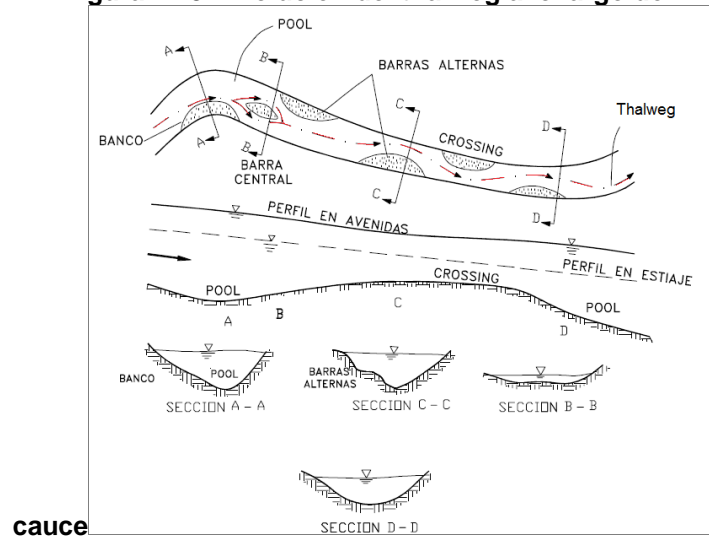 POOL
A
B
BARRAS ALTERNAS
C
Thalweg
D
CROSSING
BANCO
A
B
BARRA
CENTRAL
C
D
PERFIL EN AVENIDAS
PERFIL EN ESTIAJE
CROSSING
POOL
POOL
A
B
C
D
BANCO
POOL
BARRAS
ALTERNAS
SECCION A - A
SECCION C - C
SECCION B - B
SECCION D - D
cauce